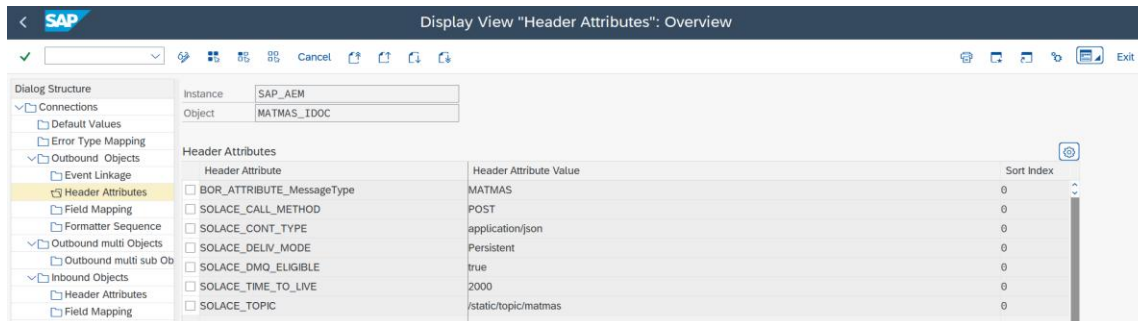 SAP Display View "Header Attributes": Overview
Cancel Exit
Dialog Structure
Connections
Default Values
Error Type Mapping
Outbound Objects
Event Linkage
Header Attributes
Field Mapping
Formatter Sequence
Outbound multi Objects
Outbound multi sub Ob
Inbound Objects
Header Attributes
Field Mapping
Instance SAP_AEM
Object MATMAS_IDOC
Header Attributes
Header Attribute Header Attribute Value Sort Index
BOR_ATTRIBUTE_MessageType MATMAS 0
SOLACE_CALL_METHOD POST 0
SOLACE_CONT_TYPE application/json 0
SOLACE_DELIV_MODE Persistent 0
SOLACE_DMQ_ELIGIBLE true 0
SOLACE_TIME_TO_LIVE 2000 0
SOLACE_TOPIC /static/topic/matmas 0